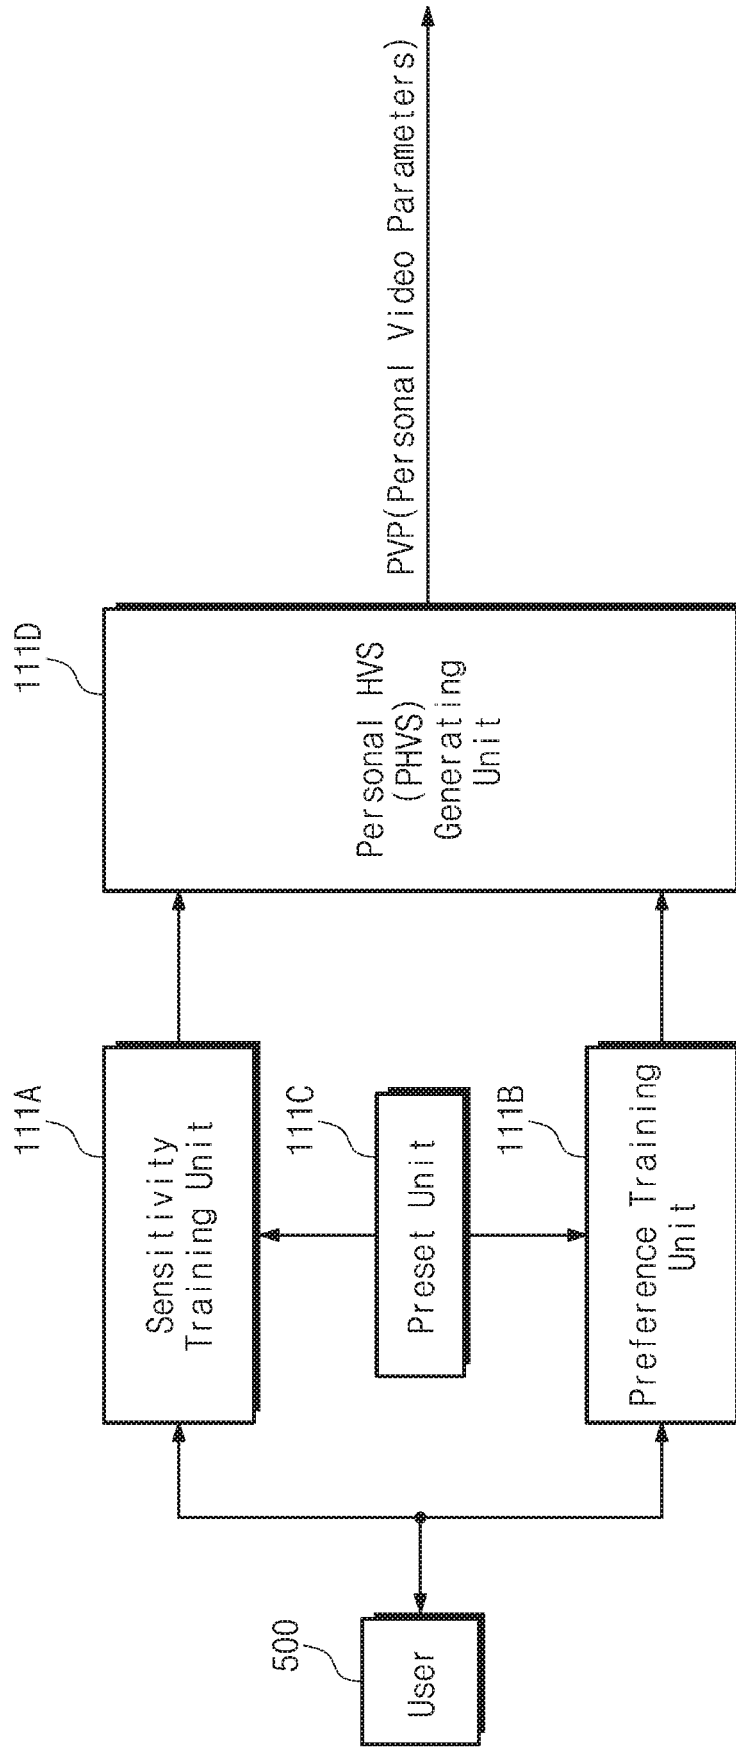 500
User
111A
Sensitivity
Training Unit
111C
Preset Unit
111B
Preference Training
Unit
111D
Personal HVS
(PHVS)
Generating
Unit
PVP(Personal Video Parameters)